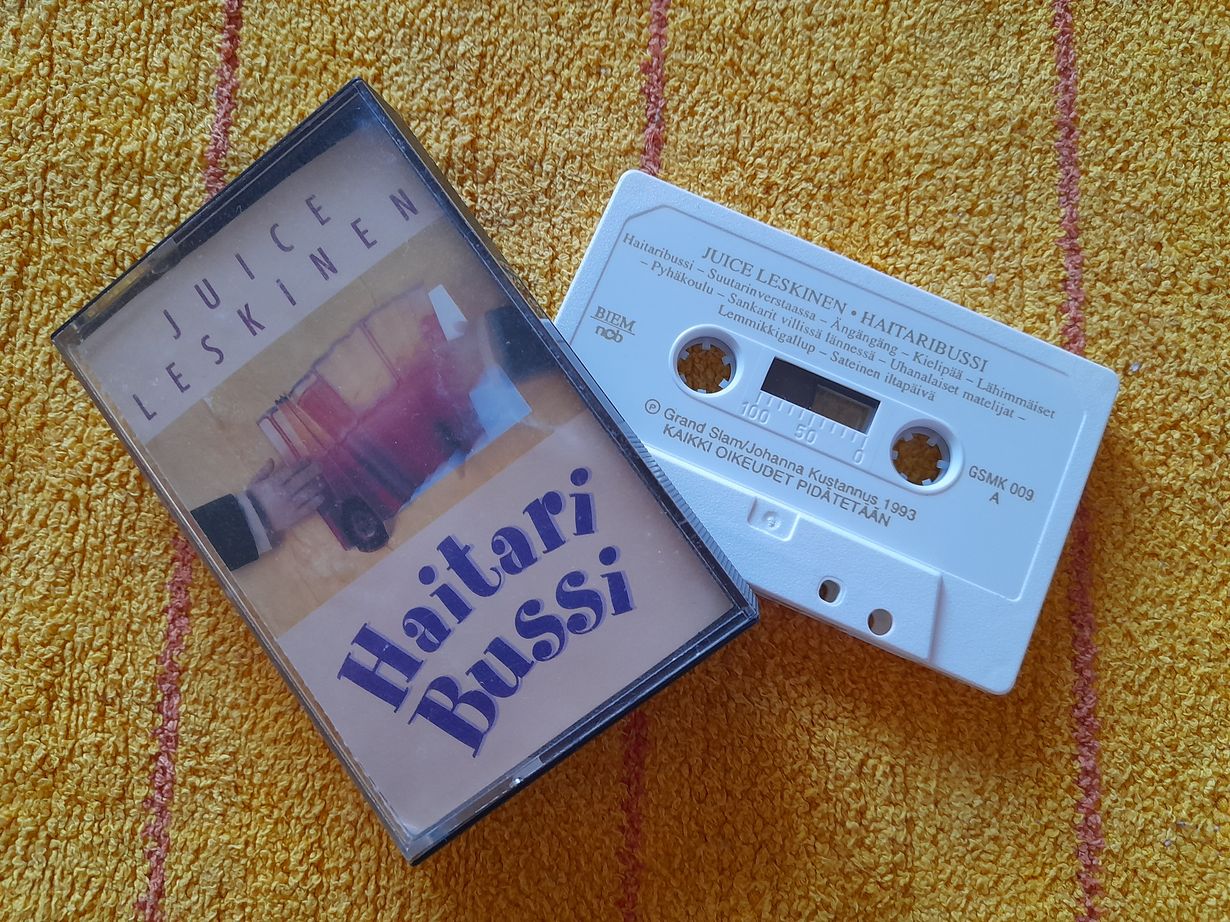 JUICE
LESKINEN
Haitari
Bussi
JUICE LESKINEN • HAITARIBUSSI
Haitaribussi – Suutarinverstaassa – Ängängäng – Kielipää – Lähimmäiset
– Pyhäkoulu – Sankarit villissä lännessä – Uhanalaiset matelijat –
Lemmikkigallup – Sateinen iltapäivä
BIEM
ncb
100 50 0
GSMK 009
A
℗ Grand Slam/Johanna Kustannus 1993
KAIKKI OIKEUDET PIDÄTETÄÄN